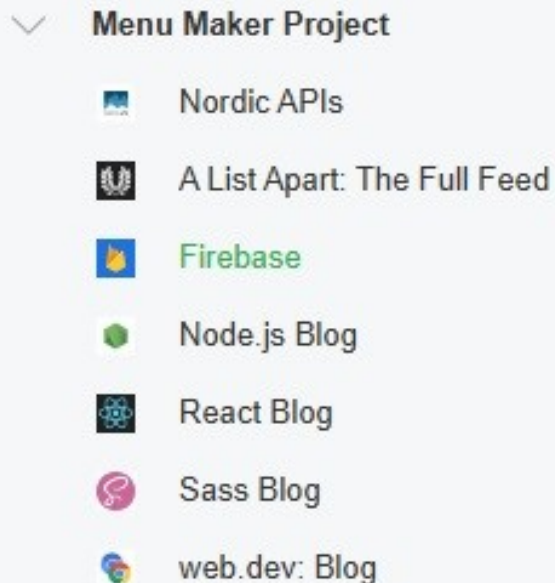 Menu Maker Project
Nordic APIs
A List Apart: The Full Feed
Firebase
Node.js Blog
React Blog
Sass Blog
web.dev: Blog